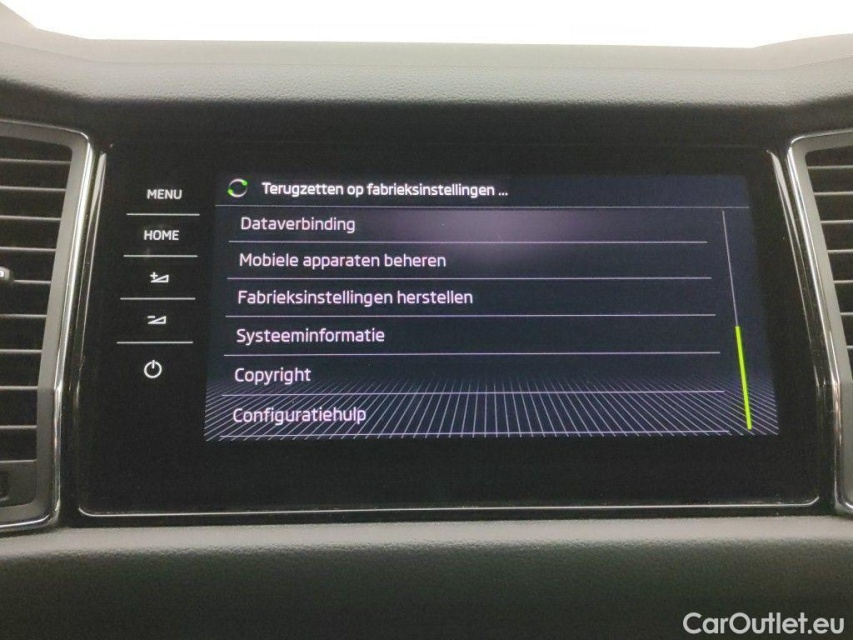 MENU
HOME
Terugzetten op fabrieksinstellingen ...
Dataverbinding
Mobiele apparaten beheren
Fabrieksinstellingen herstellen
Systeeminformatie
Copyright
Configuratiehulp
CarOutlet.eu